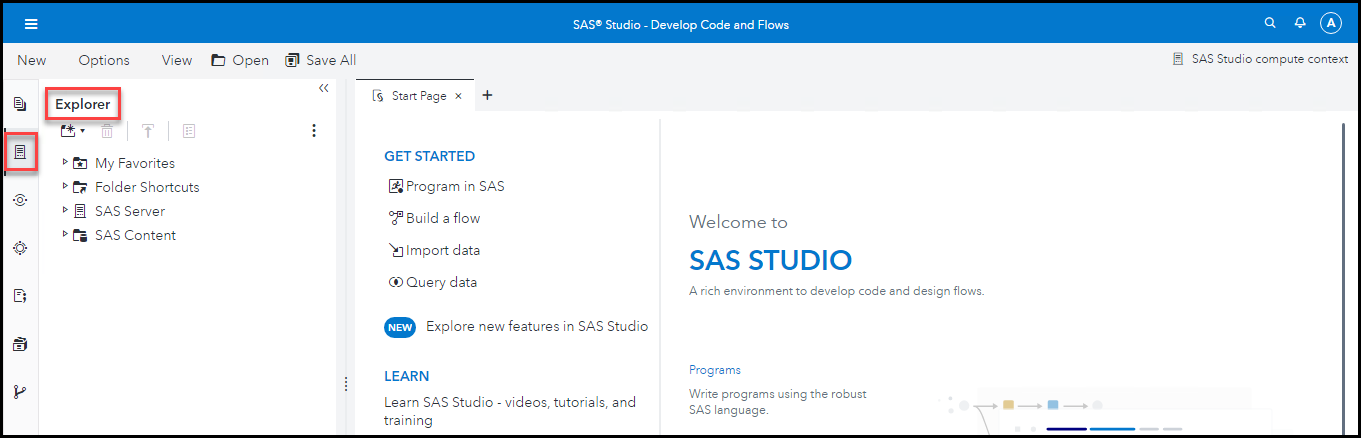 SAS® Studio - Develop Code and Flows
A
New Options View Open Save All
SAS Studio compute context
Explorer
My Favorites
Folder Shortcuts
SAS Server
SAS Content
Start Page
GET STARTED
Program in SAS
Build a flow
Import data
Query data
NEW Explore new features in SAS Studio
LEARN
Learn SAS Studio - videos, tutorials, and
training
Welcome to
SAS STUDIO
A rich environment to develop code and design flows.
Programs
Write programs using the robust
SAS language.